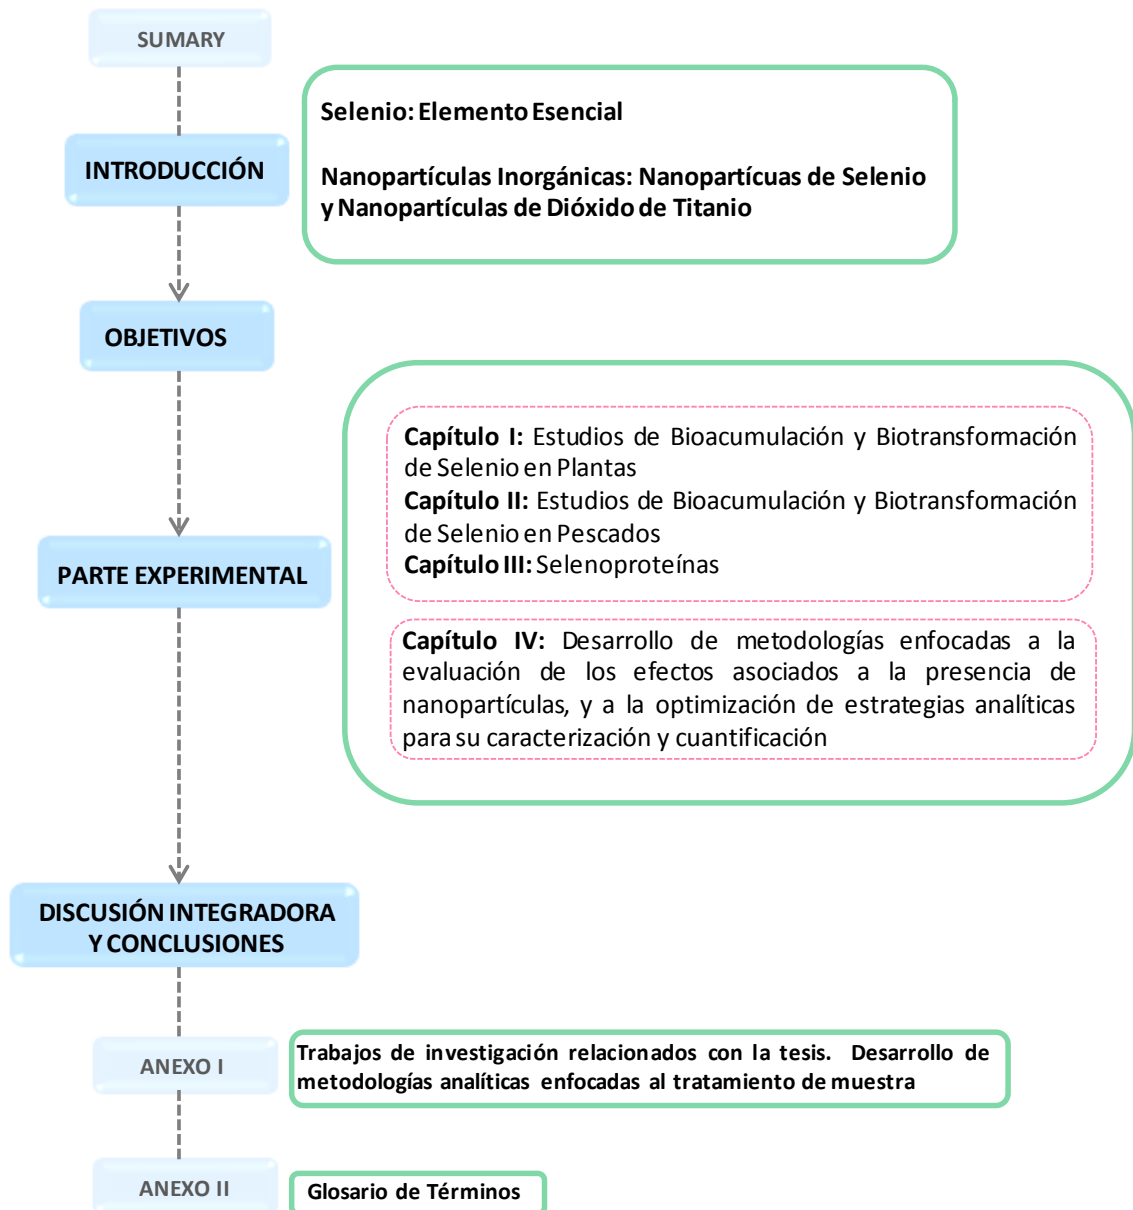 SUMARY
INTRODUCCIÓN
Selenio: Elemento Esencial
Nanopartículas Inorgánicas: Nanopartícuas de Selenio
y Nanopartículas de Dióxido de Titanio
OBJETIVOS
PARTE EXPERIMENTAL
Capítulo I: Estudios de Bioacumulación y Biotransformación
de Selenio en Plantas
Capítulo II: Estudios de Bioacumulación y Biotransformación
de Selenio en Pescados
Capítulo III: Selenoproteínas
Capítulo IV: Desarrollo de metodologías enfocadas a la
evaluación de los efectos asociados a la presencia de
nanopartículas, y a la optimización de estrategias analíticas
para su caracterización y cuantificación
DISCUSIÓN INTEGRADORA
Y CONCLUSIONES
ANEXO I
Trabajos de investigación relacionados con la tesis. Desarrollo de
metodologías analíticas enfocadas al tratamiento de muestra
ANEXO II
Glosario de Términos